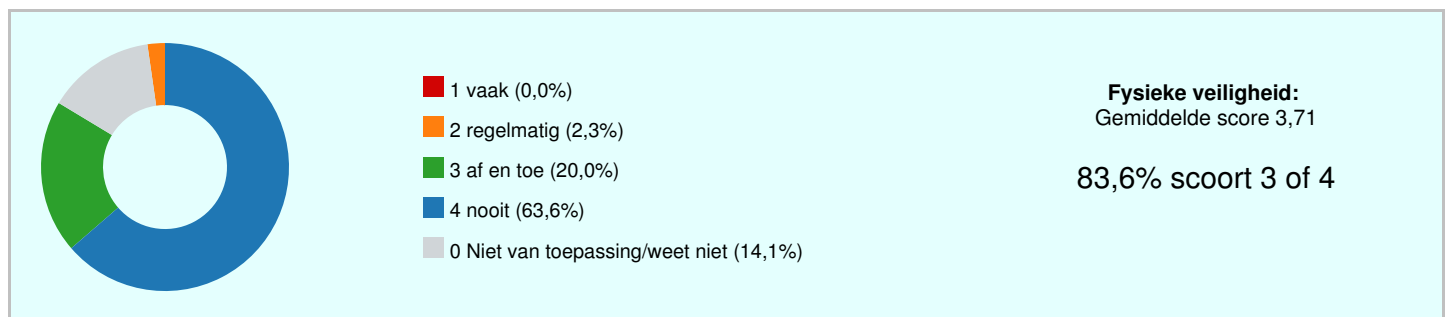 1 vaak (0,0%)
2 regelmatig (2,3%)
3 af en toe (20,0%)
4 nooit (63,6%)
0 Niet van toepassing/weet niet (14,1%)
Fysieke veiligheid:
Gemiddelde score 3,71
83,6% scoort 3 of 4